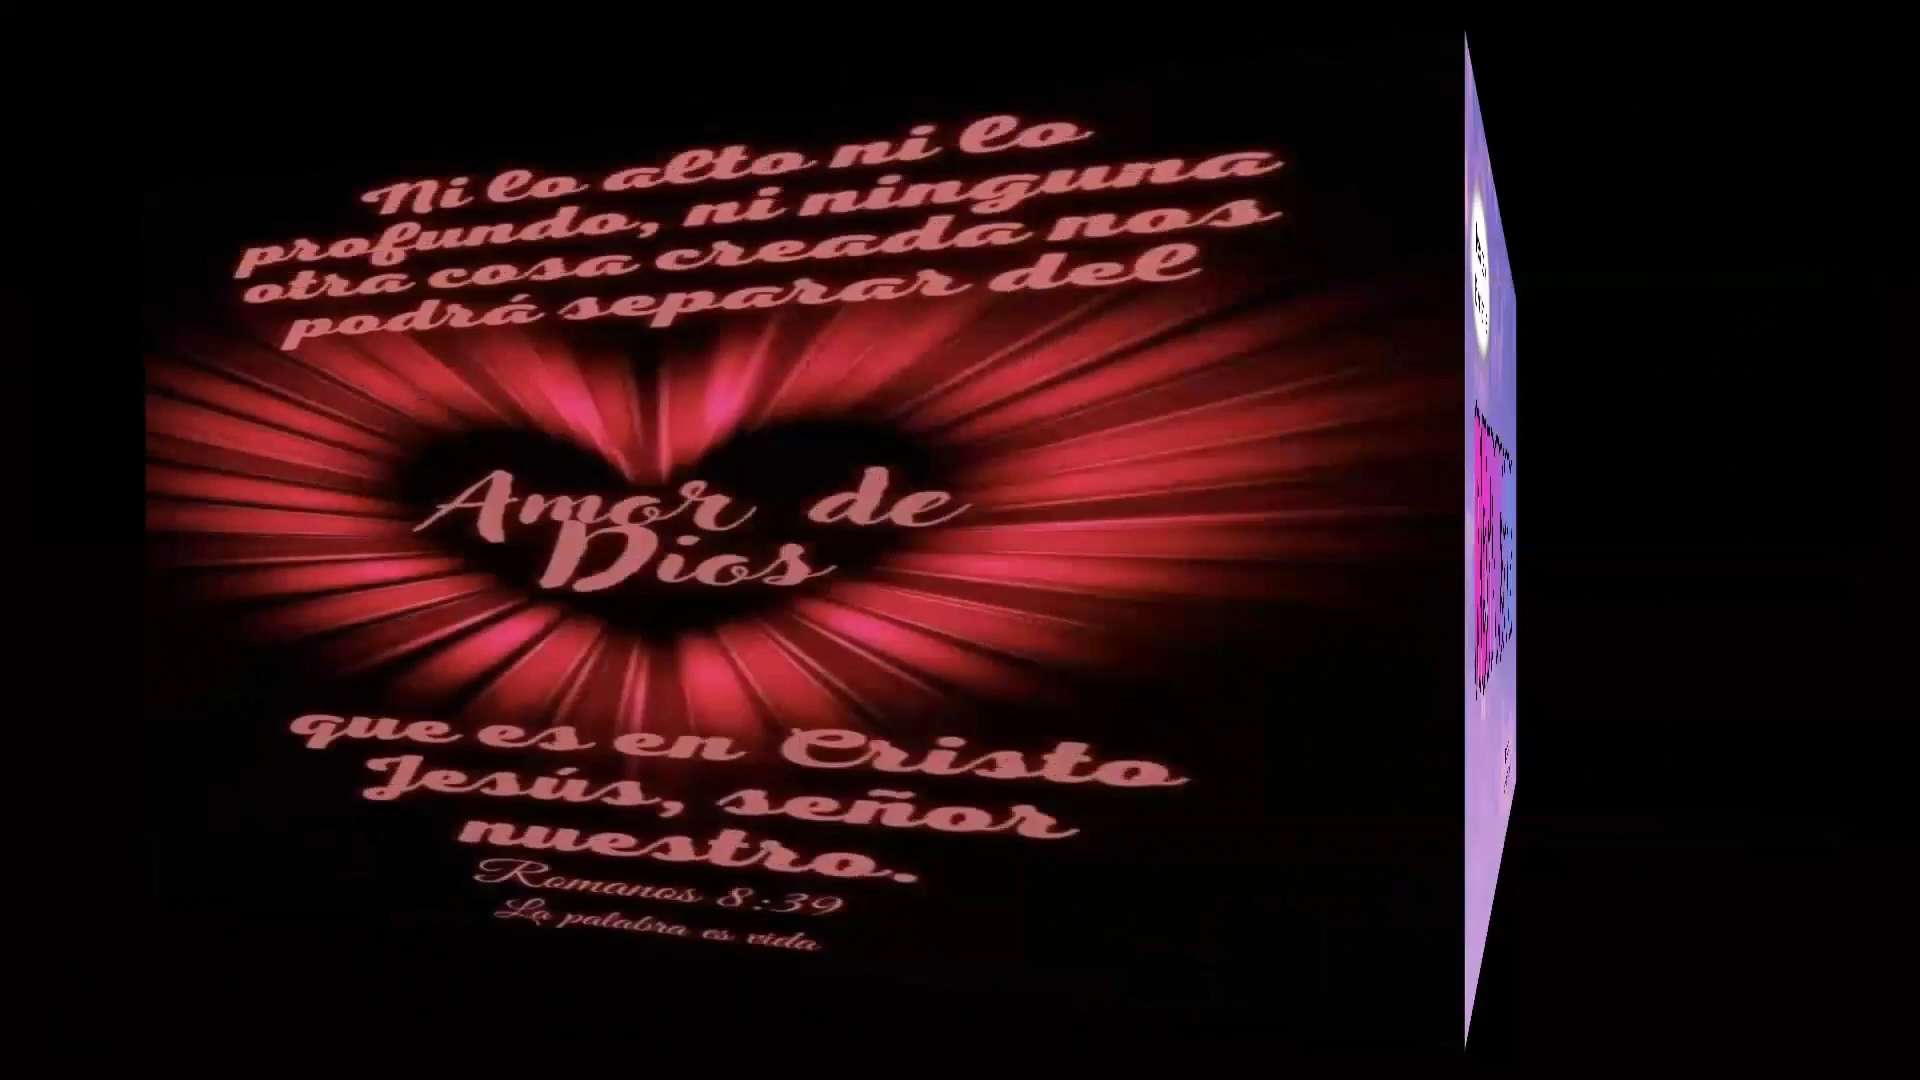 Ni lo alto ni lo
profundo, ni ninguna
otra cosa creada nos
podrá separar del
Amor de
Dios
que es en Cristo
Jesús, señor
nuestro.
Romanos 8:39
La palabra es vida